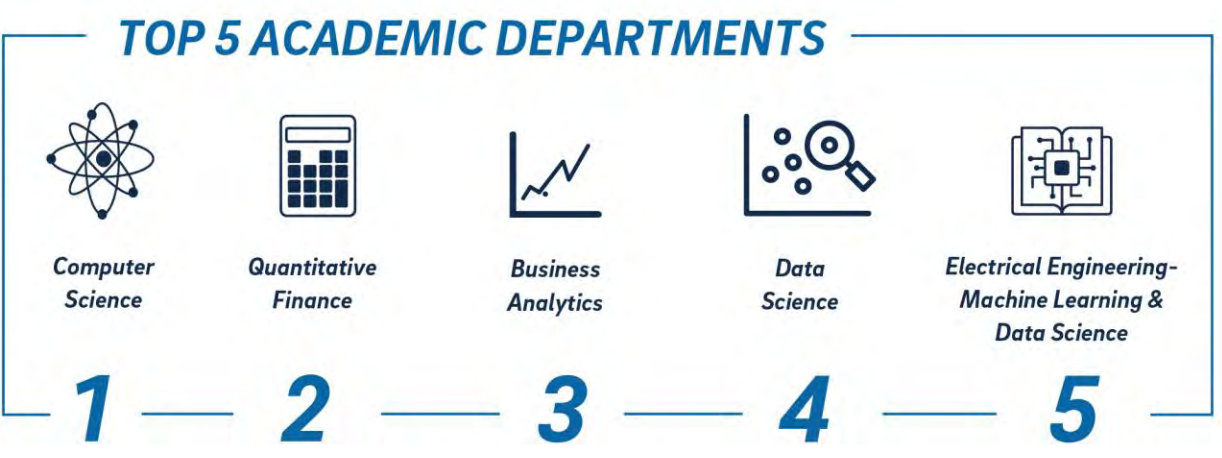 TOP 5 ACADEMIC DEPARTMENTS
Computer
Science
Quantitative
Finance
Business
Analytics
Data
Science
Electrical Engineering-
Machine Learning &
Data Science
1
2
3
4
5